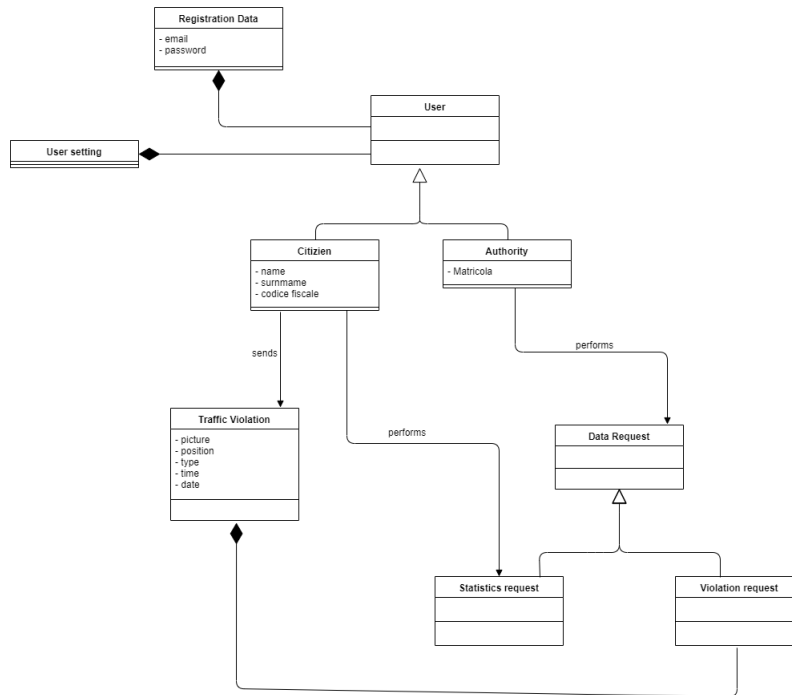 Registration Data
- email
- password
User
User setting
Citizien
- name
- surnmame
- codice fiscale
Authority
- Matricola
sends
performs
performs
Traffic Violation
- picture
- position
- type
- time
- date
Data Request
Statistics request
Violation request